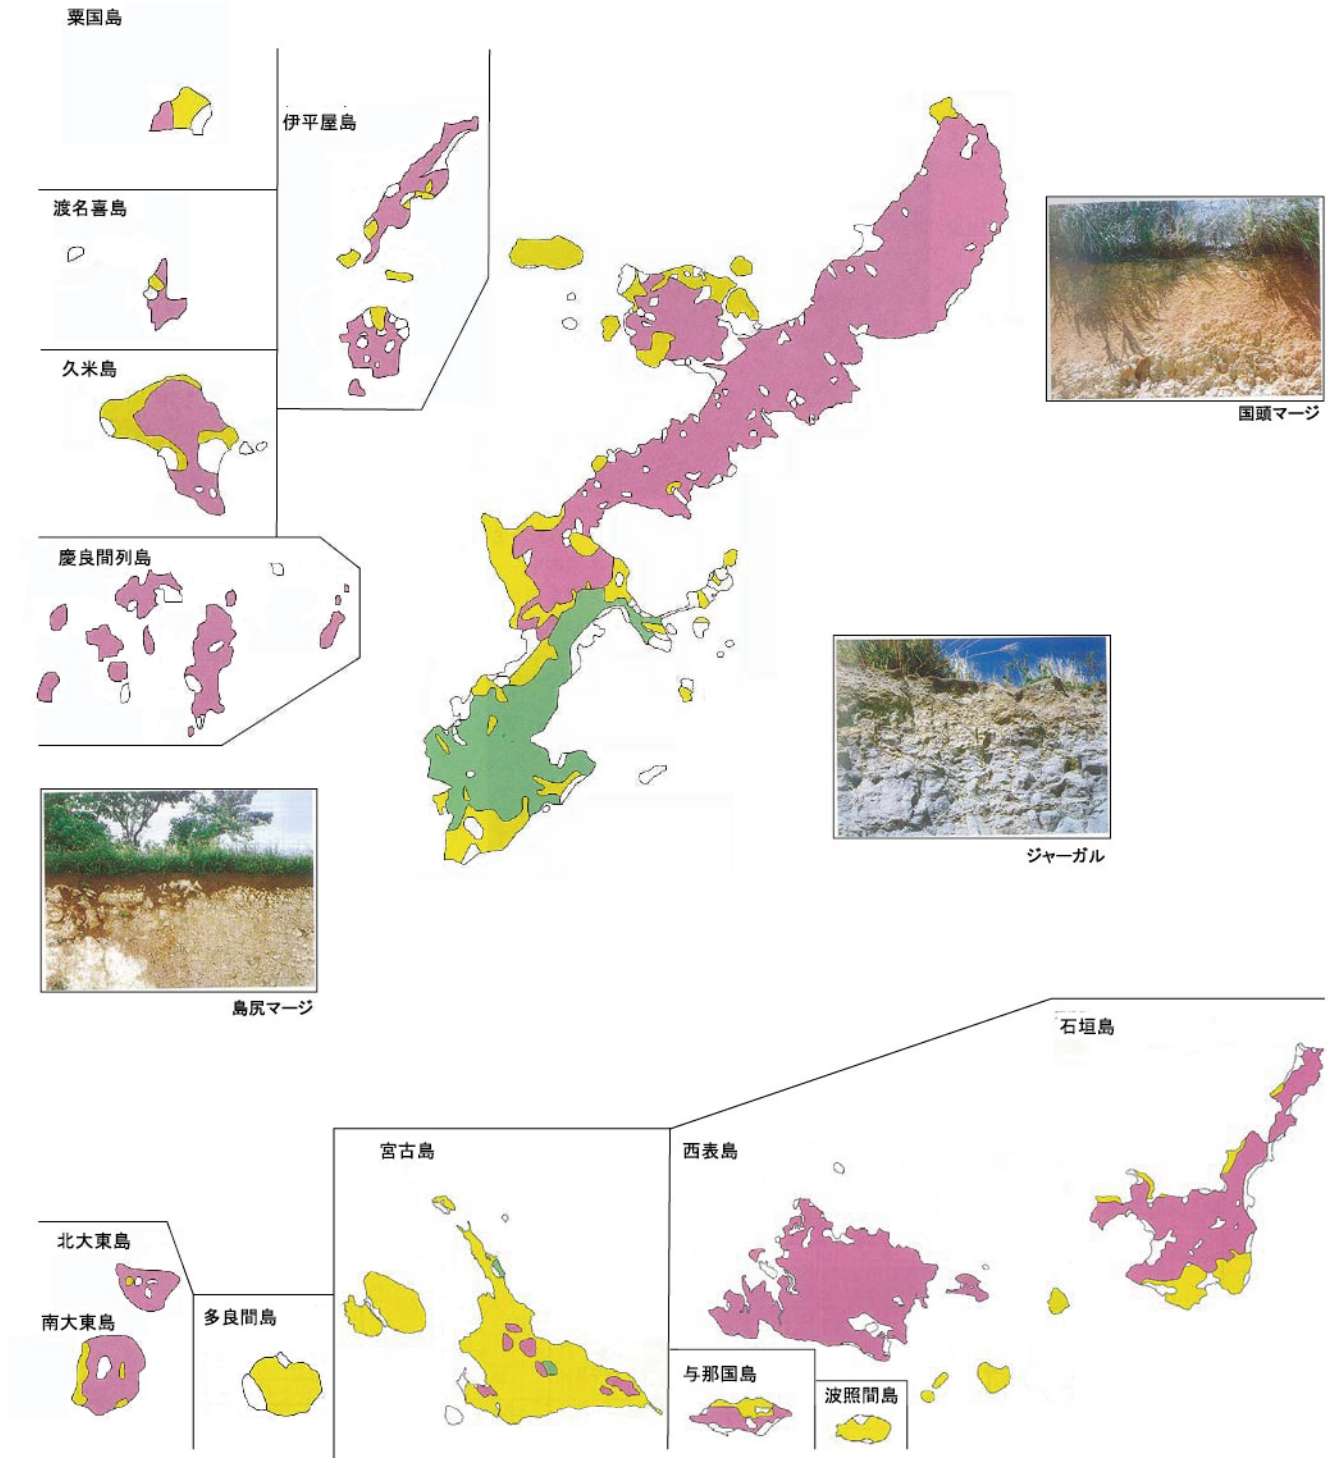 粟国島
伊平屋島
渡名喜島
久米島
国頭マージ
慶良間列島
ジャーガル
島尻マージ
石垣島
宮古島
西表島
北大東島
南大東島
多良間島
与那国島
波照間島